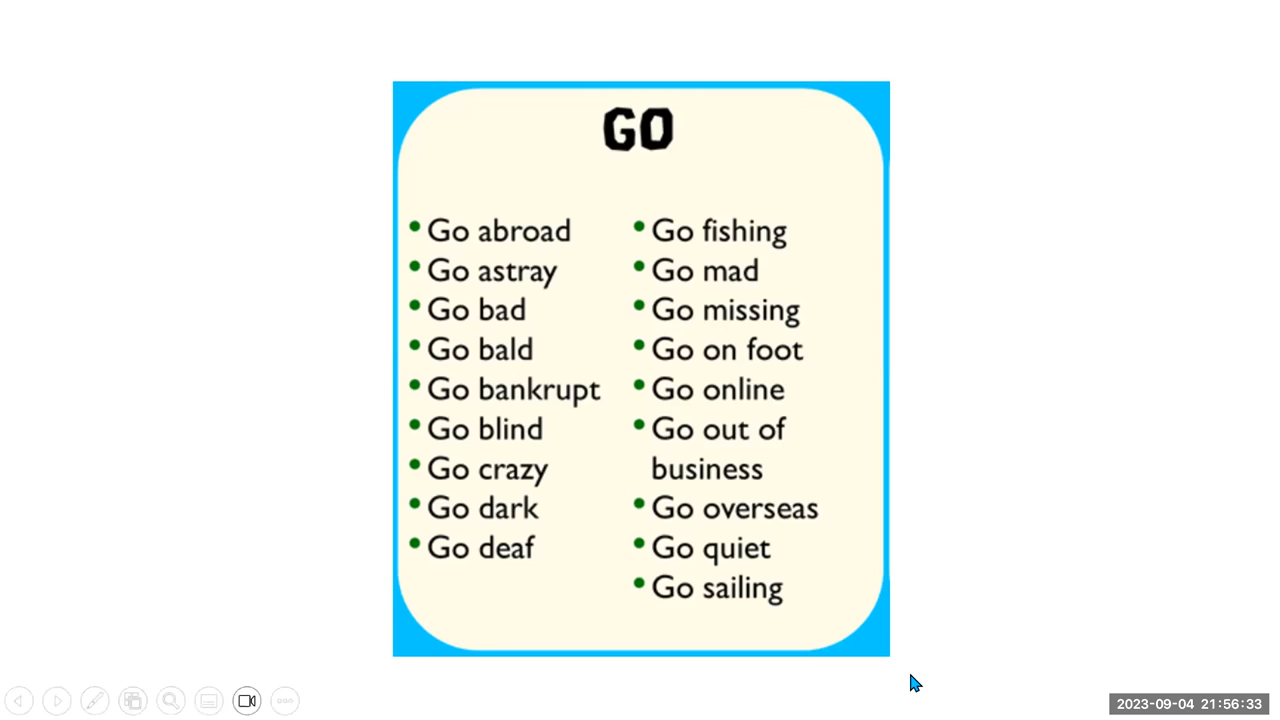 GO
• Go abroad
• Go astray
• Go bad
• Go bald
• Go bankrupt
• Go blind
• Go crazy
• Go dark
• Go deaf
• Go fishing
• Go mad
• Go missing
• Go on foot
• Go online
• Go out of
business
• Go overseas
• Go quiet
• Go sailing
2023-09-04 21:56:33